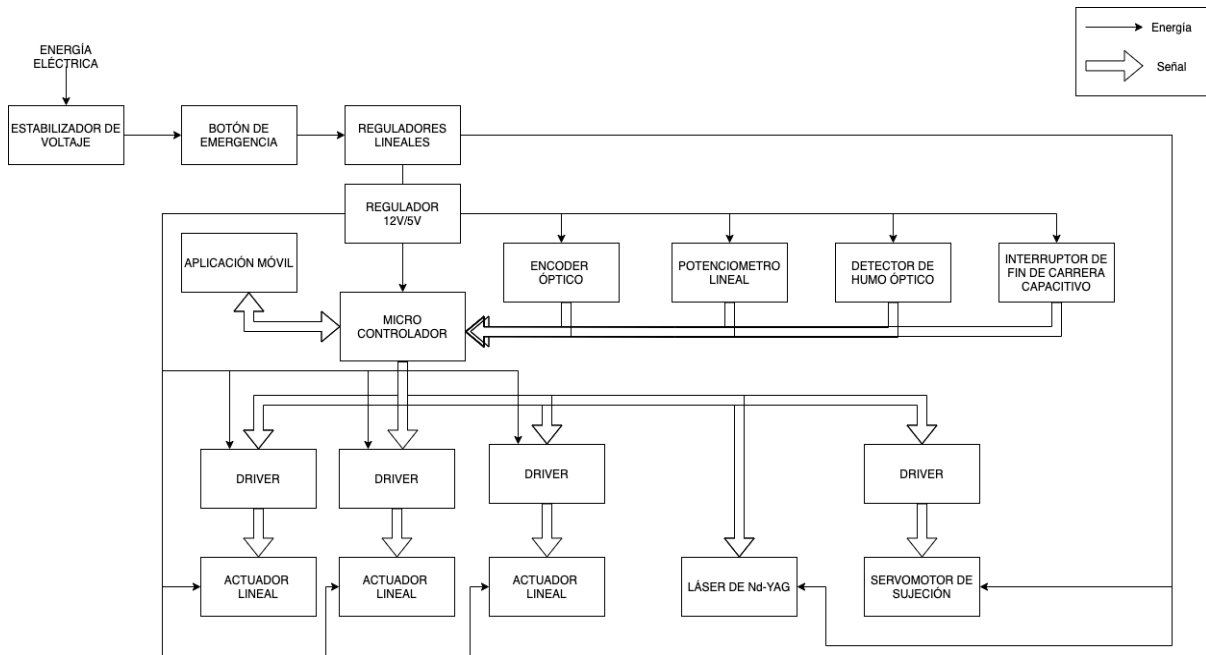 Energía
Señal
ENERGÍA
ELÉCTRICA
ESTABILIZADOR DE
VOLTAJE
BOTÓN DE
EMERGENCIA
REGULADORES
LINEALES
REGULADOR
12V/5V
APLICACIÓN MÓVIL
ENCODER
ÓPTICO
POTENCIOMETRO
LINEAL
DETECTOR DE
HUMO ÓPTICO
INTERRUPTOR DE
FIN DE CARRERA
CAPACITIVO
MICRO
CONTROLADOR
DRIVER
DRIVER
DRIVER
DRIVER
ACTUADOR
LINEAL
ACTUADOR
LINEAL
ACTUADOR
LINEAL
LÁSER DE Nd-YAG
SERVOMOTOR DE
SUJECIÓN